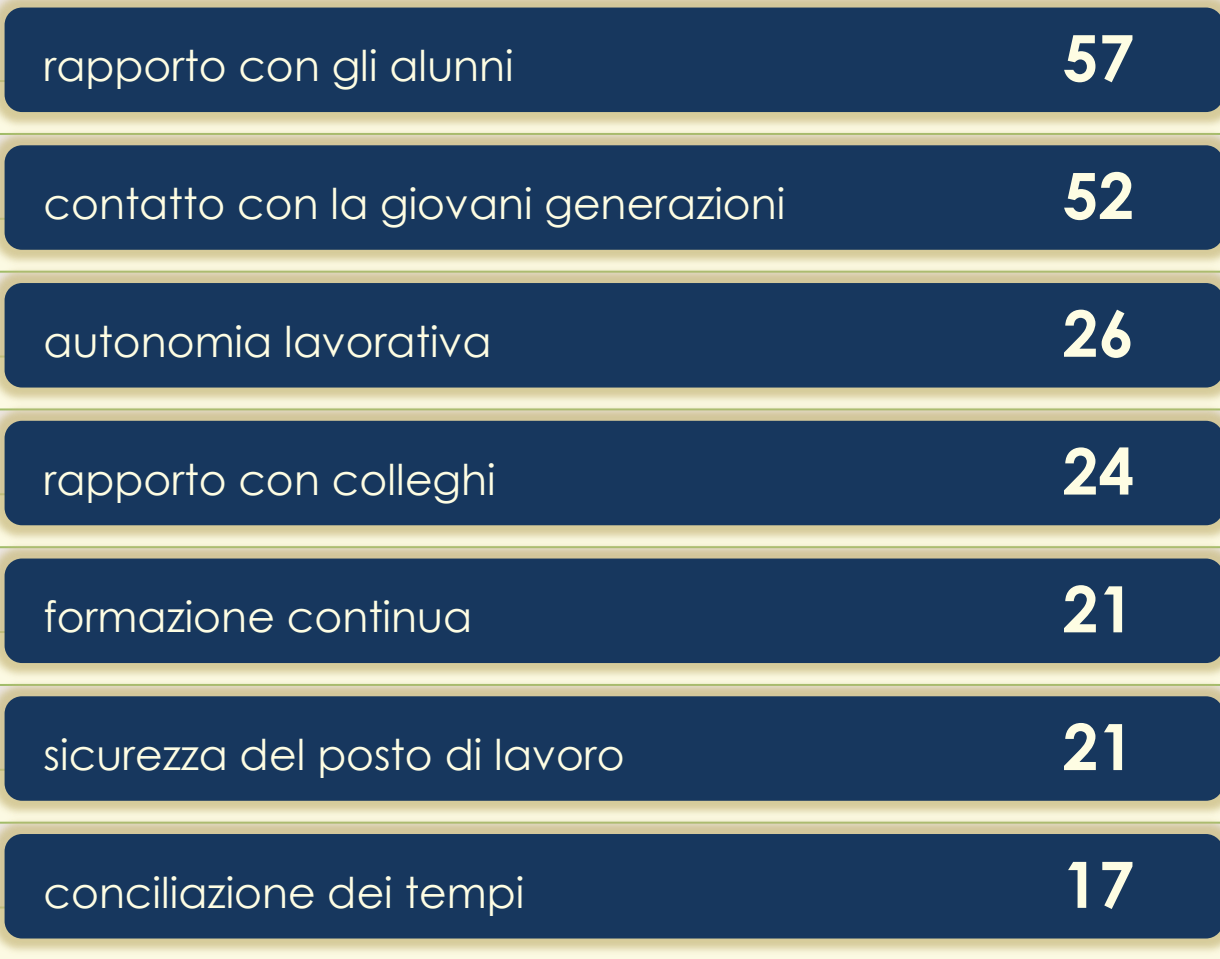 rapporto con gli alunni 57
contatto con la giovani generazioni 52
autonomia lavorativa 26
rapporto con colleghi 24
formazione continua 21
sicurezza del posto di lavoro 21
conciliazione dei tempi 17